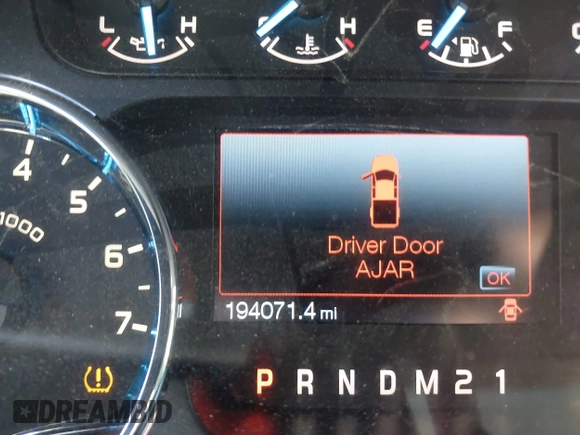 L H
C H
E F
4
5
6
7
1000
Driver Door
AJAR
OK
194071.4 mi
P R N D M 2 1
DREAMBID